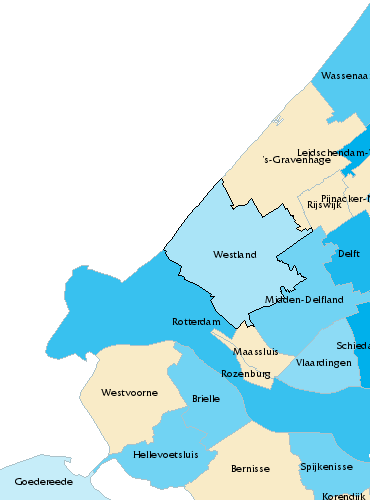 Wassenaa
Leidschendam-
's-Gravenhage
Pijnacker-N
Rijswijk
Westland
Delft
Midden-Delfland
Rotterdam
Schieda
Maassluis
Vlaardingen
Rozenburg
Westvoorne
Brielle
Hellevoetsluis
Bernisse
Spijkenisse
Goedereede
Korendijk